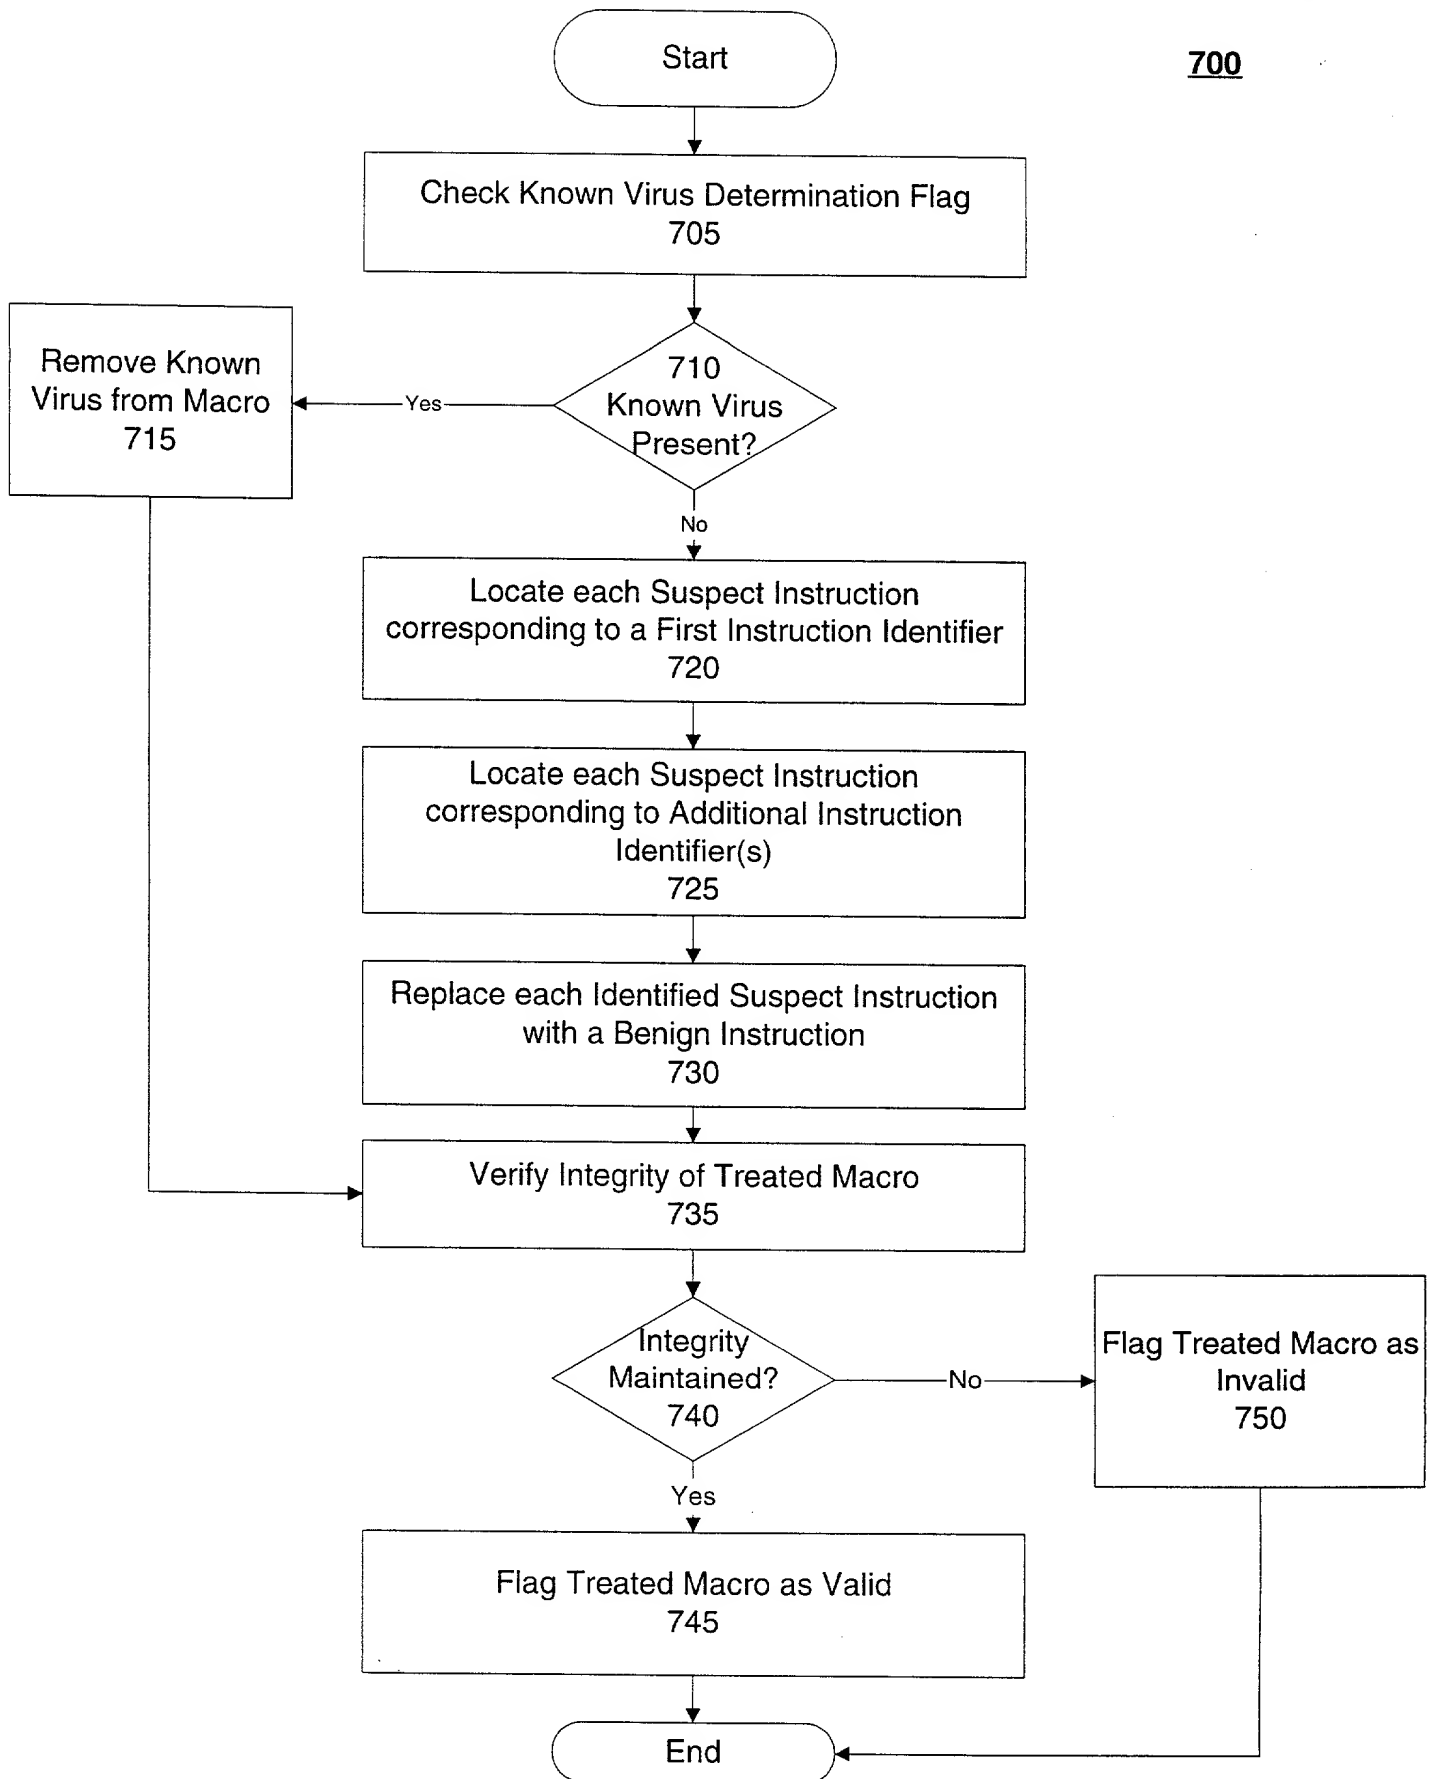 Start
700
Check Known Virus Determination Flag
705
Remove Known
Virus from Macro
715
Yes
710
Known Virus
Present?
No
Locate each Suspect Instruction
corresponding to a First Instruction Identifier
720
Locate each Suspect Instruction
corresponding to Additional Instruction
Identifier(s)
725
Replace each Identified Suspect Instruction
with a Benign Instruction
730
Verify Integrity of Treated Macro
735
Integrity
Maintained?
740
No
Flag Treated Macro as
Invalid
750
Yes
Flag Treated Macro as Valid
745
End